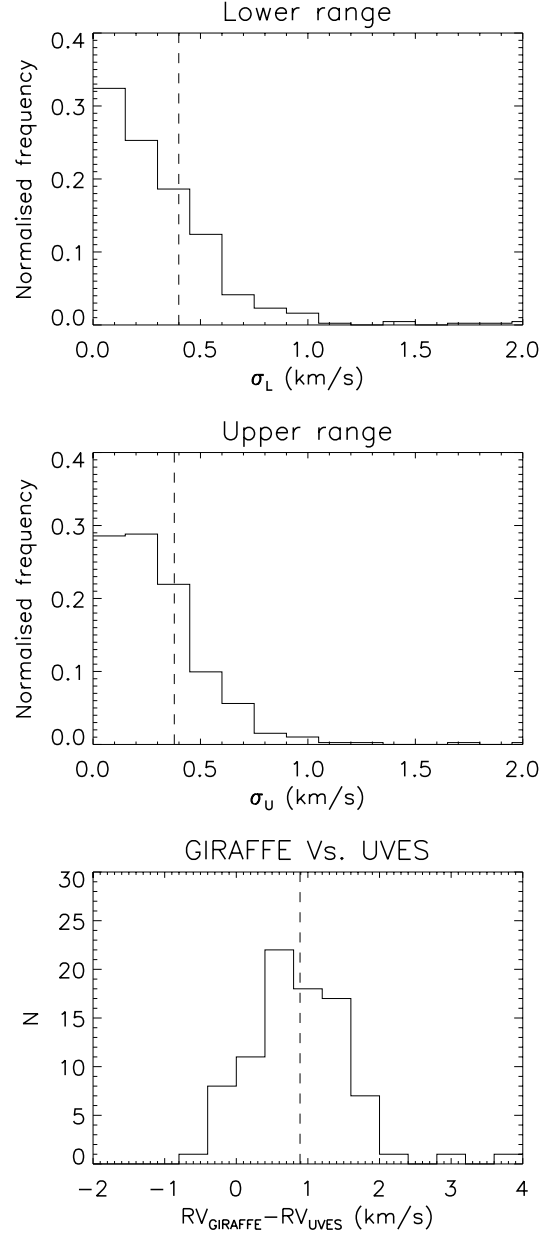 Lower range
0.4
0.3
0.2
0.1
0.0
Normalised frequency
0.0 0.5 1.0 1.5 2.0
σL (km/s)
Upper range
0.4
0.3
0.2
0.1
0.0
Normalised frequency
0.0 0.5 1.0 1.5 2.0
σU (km/s)
GIRAFFE Vs. UVES
30
25
20
15
10
5
0
N
−2 −1 0 1 2 3 4
RVGIRAFFE−RVUVES (km/s)